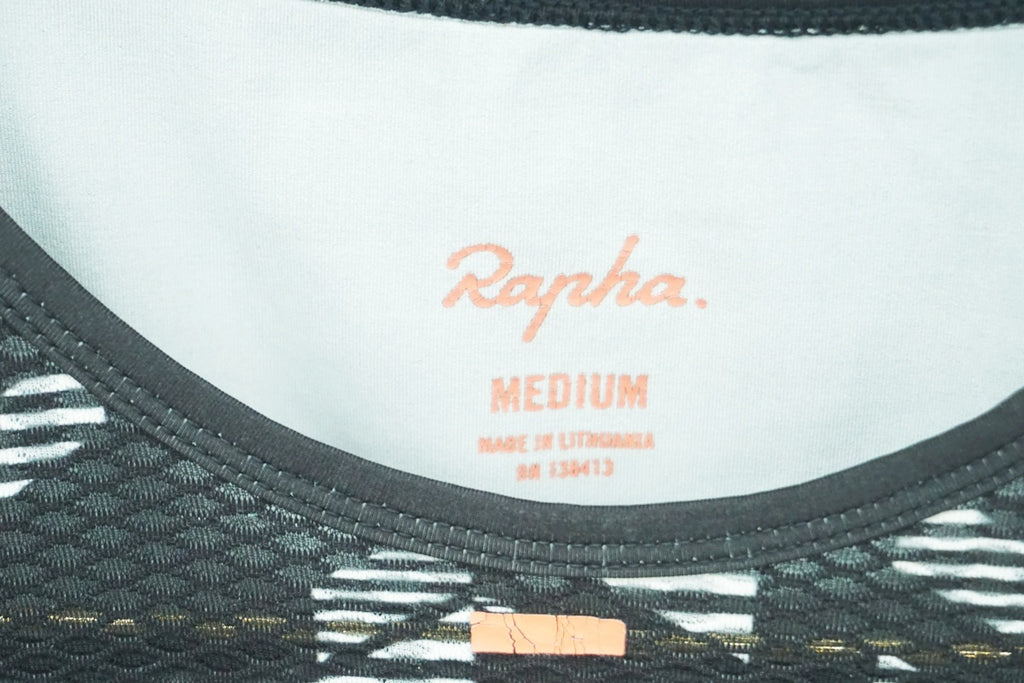 Rapha.
MEDIUM
MADE IN LITHUANIA
RN 138413